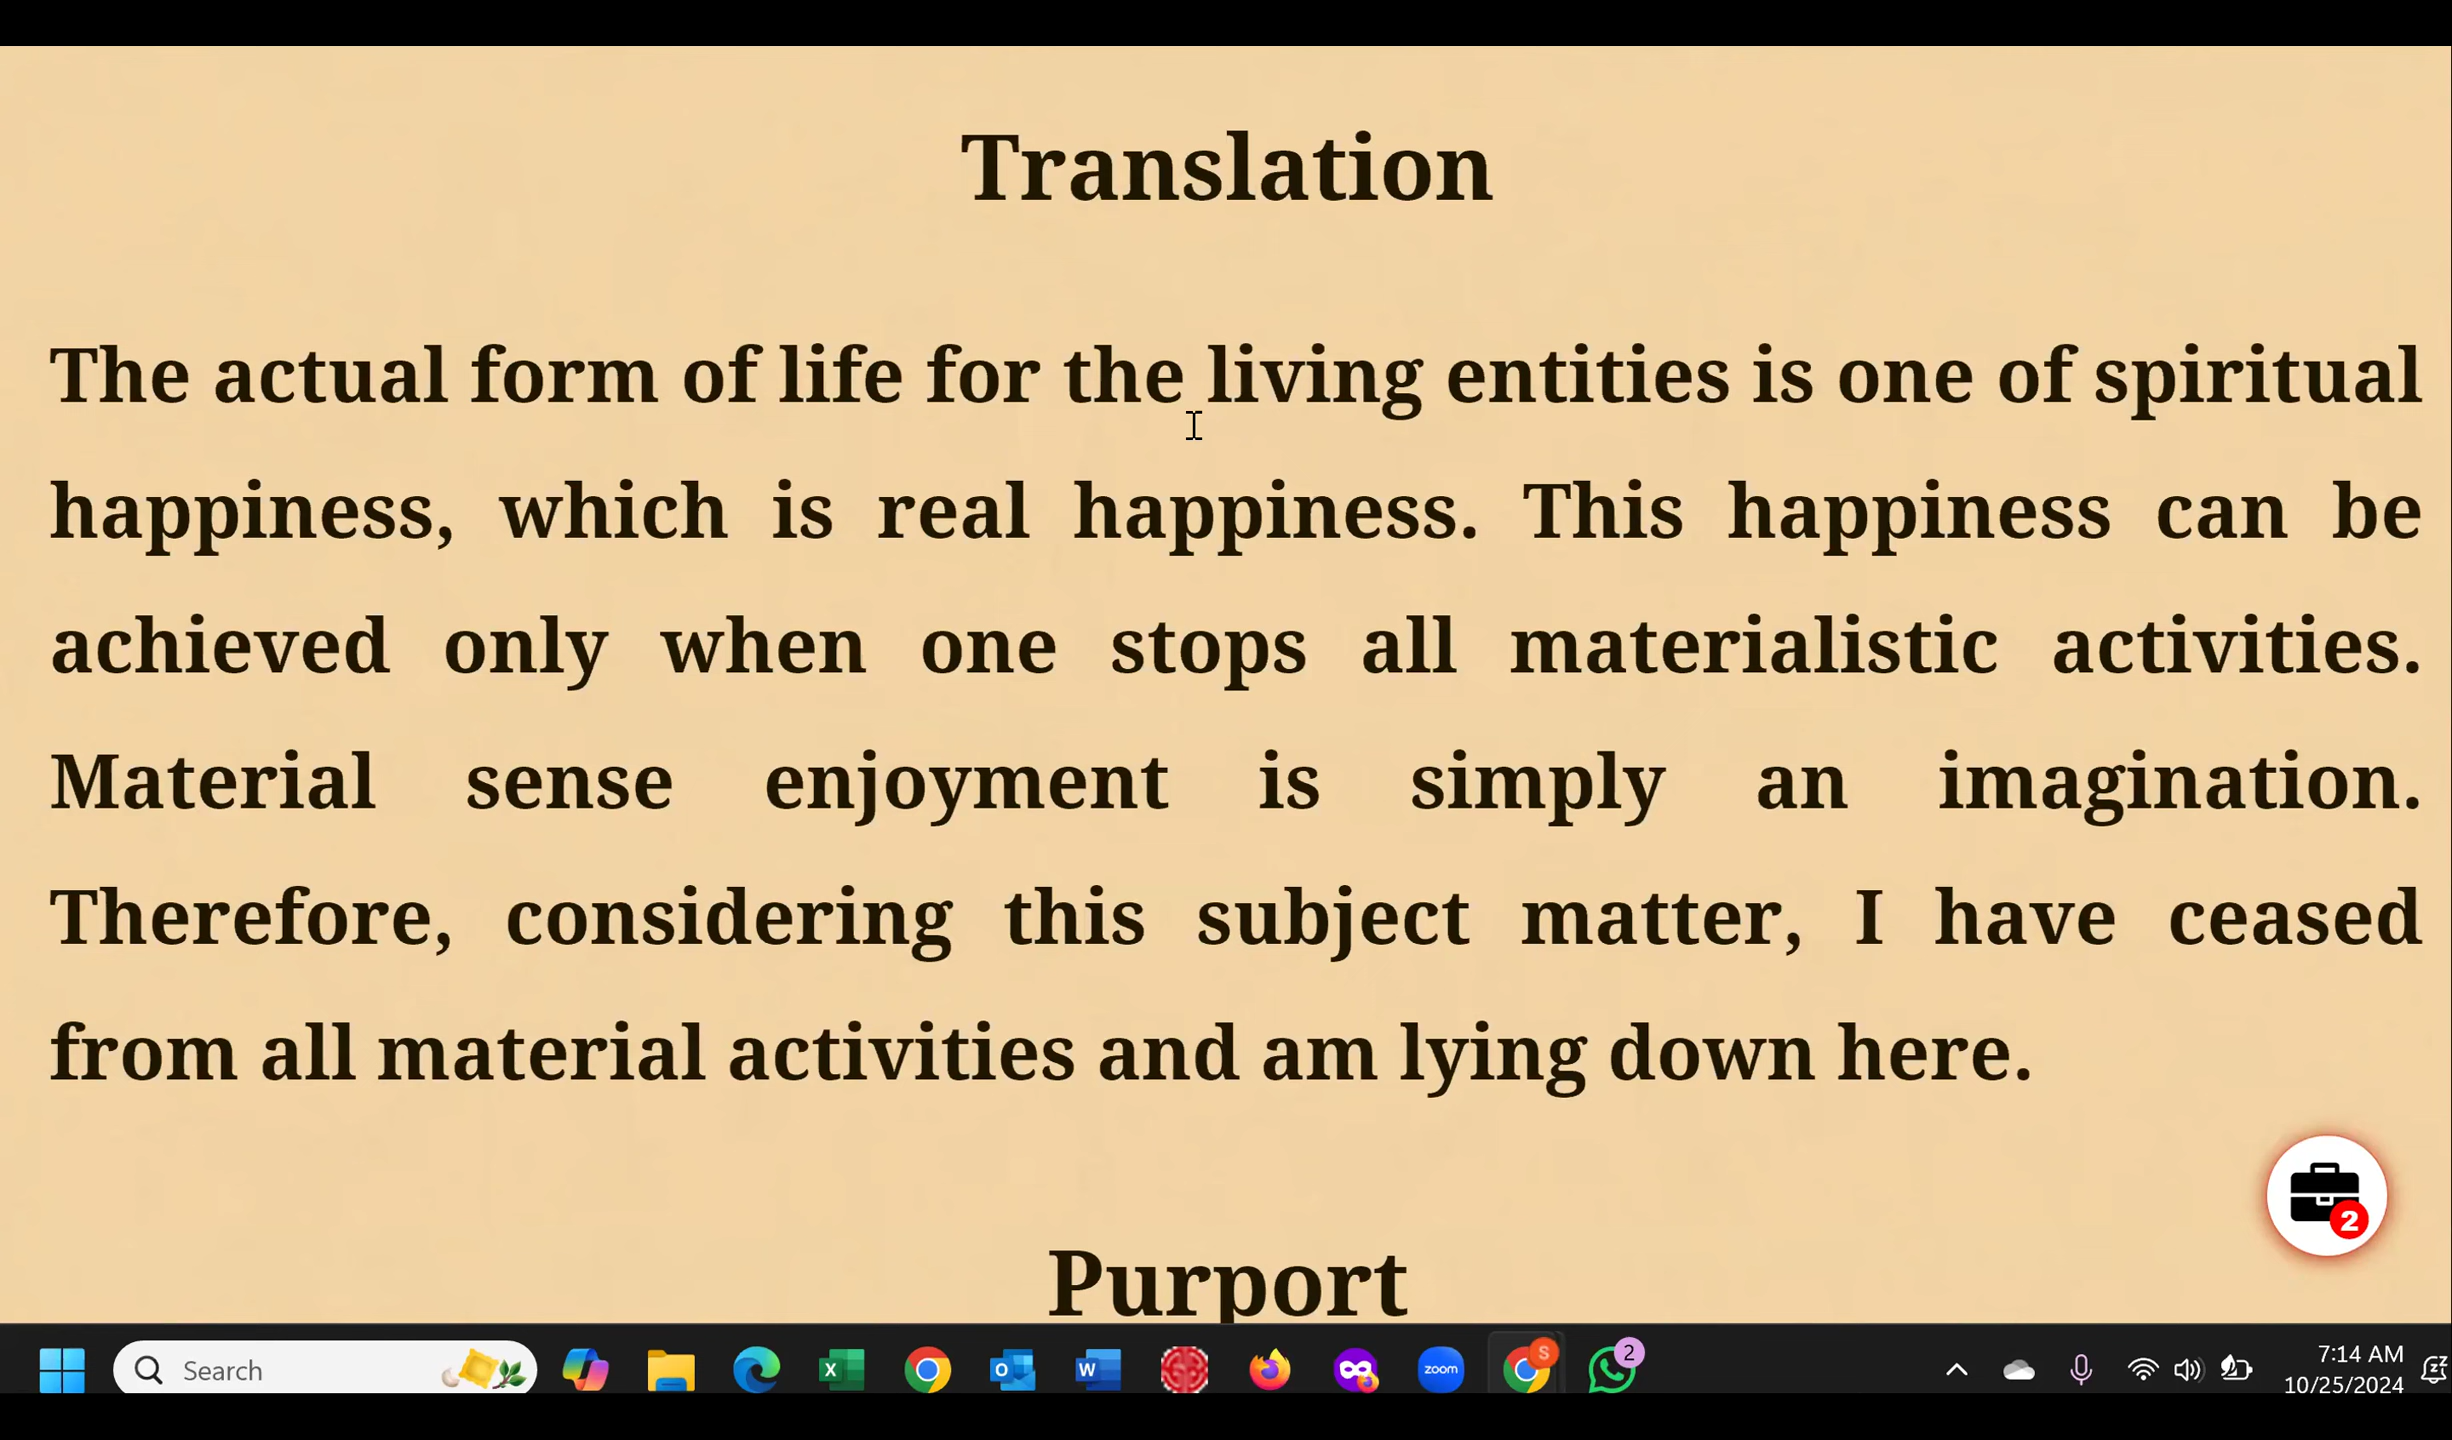 Translation
The actual form of life for the living entities is one of spiritual
happiness, which is real happiness. This happiness can be
achieved only when one stops all materialistic activities.
Material sense enjoyment is simply an imagination.
Therefore, considering this subject matter, I have ceased
from all material activities and am lying down here.
2
Purport
Search
zoom
S
2
7:14 AM
10/25/2024